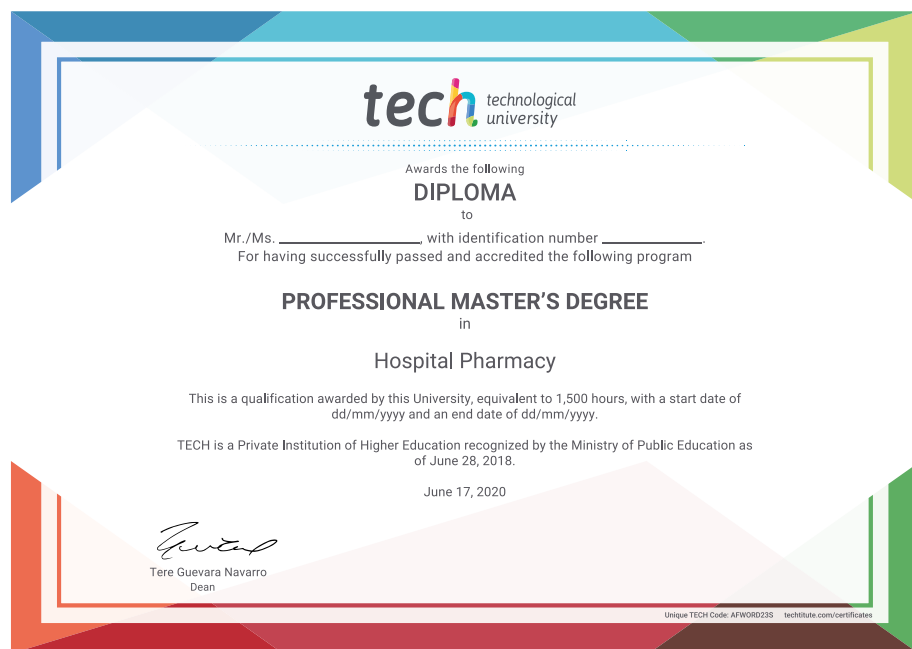 tech technological
university
Awards the following
DIPLOMA
to
Mr./Ms. ____________________, with identification number ______________.
For having successfully passed and accredited the following program
PROFESSIONAL MASTER'S DEGREE
in
Hospital Pharmacy
This is a qualification awarded by this University, equivalent to 1,500 hours, with a start date of
dd/mm/yyyy and an end date of dd/mm/yyyy.
TECH is a Private Institution of Higher Education recognized by the Ministry of Public Education as
of June 28, 2018.
June 17, 2020
Tere Guevara Navarro
Dean
Unique TECH Code: AFWORD23S techtitute.com/certificates